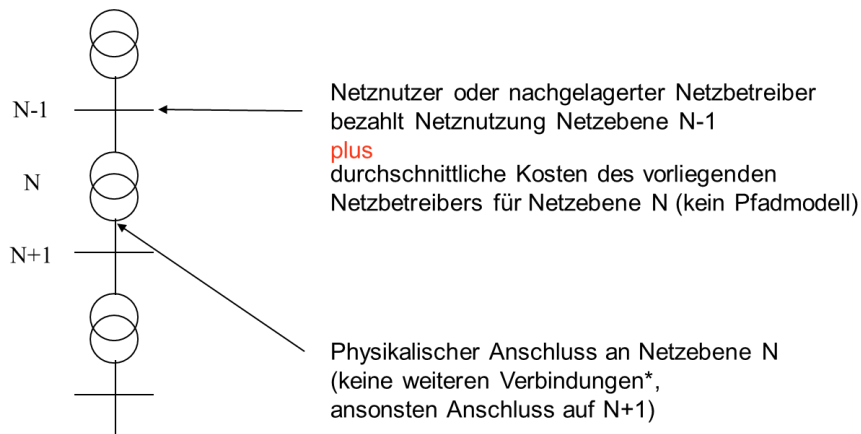 N-1
N
N+1
Netznutzer oder nachgelagerter Netzbetreiber
bezahlt Netznutzung Netzebene N-1
plus
durchschnittliche Kosten des vorliegenden
Netzbetreibers für Netzebene N (kein Pfadmodell)
Physikalischer Anschluss an Netzebene N
(keine weiteren Verbindungen*,
ansonsten Anschluss auf N+1)